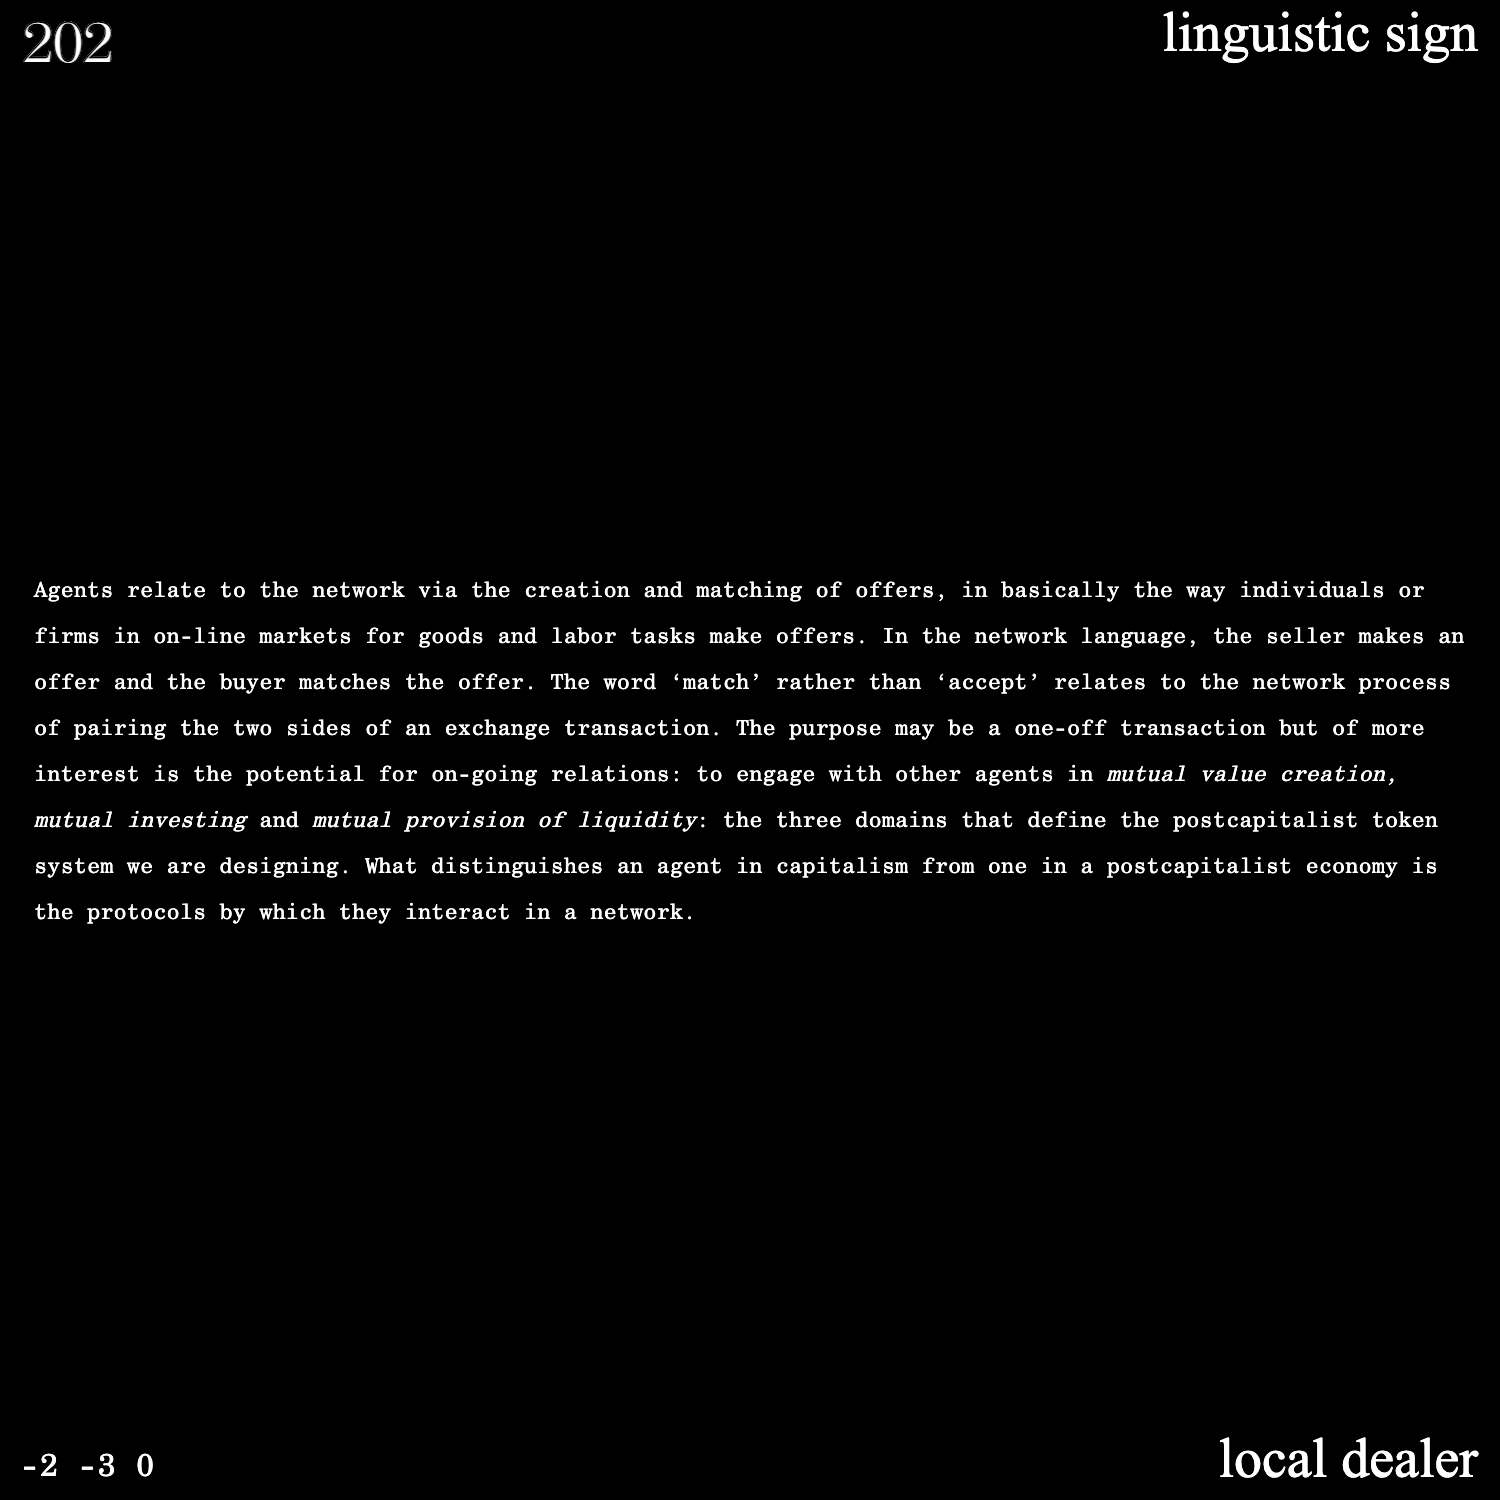 202
linguistic sign
Agents relate to the network via the creation and matching of offers, in basically the way individuals or
firms in on-line markets for goods and labor tasks make offers. In the network language, the seller makes an
offer and the buyer matches the offer. The word ‘match’ rather than ‘accept’ relates to the network process
of pairing the two sides of an exchange transaction. The purpose may be a one-off transaction but of more
interest is the potential for on-going relations: to engage with other agents in mutual value creation,
mutual investing and mutual provision of liquidity: the three domains that define the postcapitalist token
system we are designing. What distinguishes an agent in capitalism from one in a postcapitalist economy is
the protocols by which they interact in a network.
-2 -3 0
local dealer